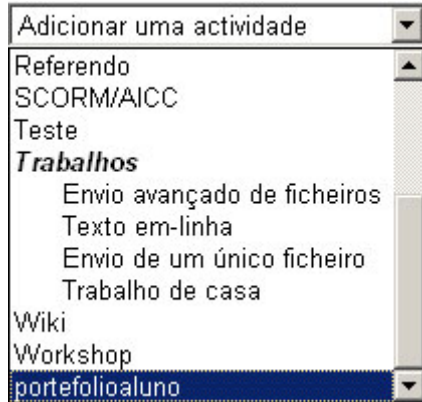 Adicionar uma actividade
Referendo
SCORM/AICC
Teste
Trabalhos
Envio avançado de ficheiros
Texto em-linha
Envio de um único ficheiro
Trabalho de casa
Wiki
Workshop
portefolioaluno